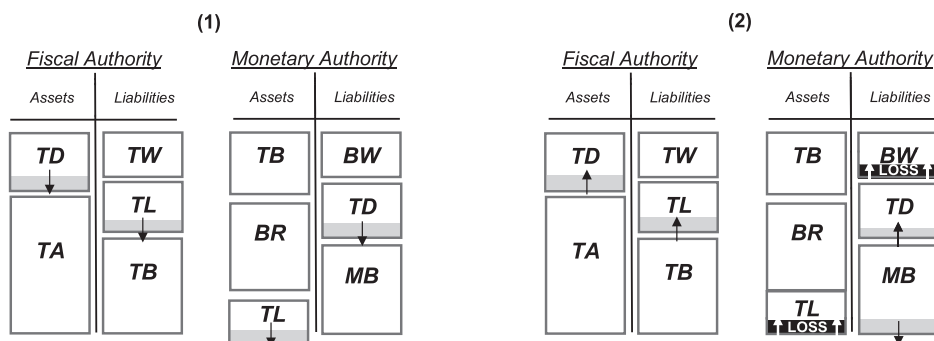 (1)
Fiscal Authority
Assets
Liabilities
TD
TW
TL
TA
TB
Monetary Authority
Assets
Liabilities
TB
BW
TD
BR
MB
TL
(2)
Fiscal Authority
Assets
Liabilities
TD
TW
TL
TA
TB
Monetary Authority
Assets
Liabilities
TB
BW
LOSS
TD
BR
MB
TL
LOSS